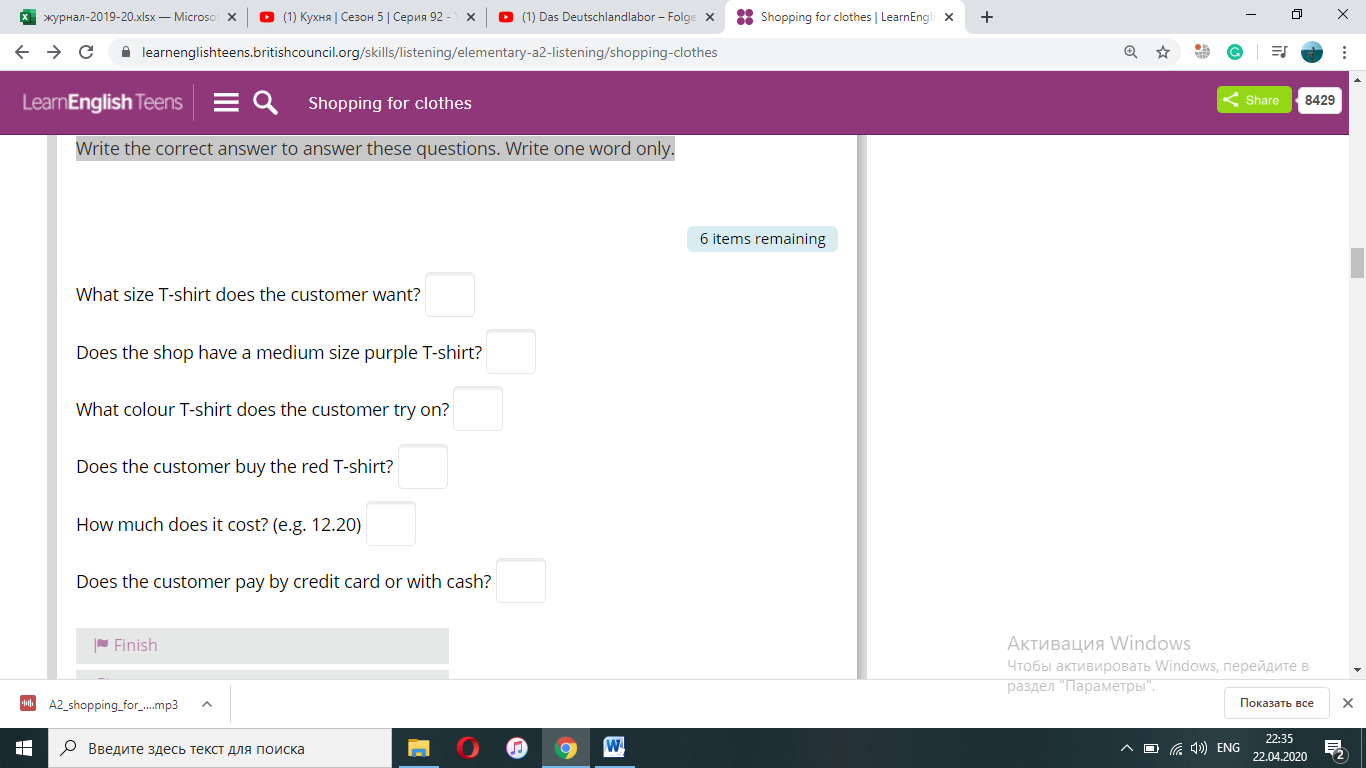 журнал-2019-20.xlsx — Microsof
(1) Кухня | Сезон 5 | Серия 92 -
(1) Das Deutschlandlabor – Folge
Shopping for clothes | LearnEngli
learnenglishteens.britishcouncil.org/skills/listening/elementary-a2-listening/shopping-clothes
LearnEnglish Teens
Shopping for clothes
Share
8429
Write the correct answer to answer these questions. Write one word only.
6 items remaining
What size T-shirt does the customer want?
Does the shop have a medium size purple T-shirt?
What colour T-shirt does the customer try on?
Does the customer buy the red T-shirt?
How much does it cost? (e.g. 12.20)
Does the customer pay by credit card or with cash?
Finish
Активация Windows
Чтобы активировать Windows, перейдите в
раздел "Параметры".
A2_shopping_for_....mp3
Показать все
Введите здесь текст для поиска
ENG
22:35
22.04.2020
2